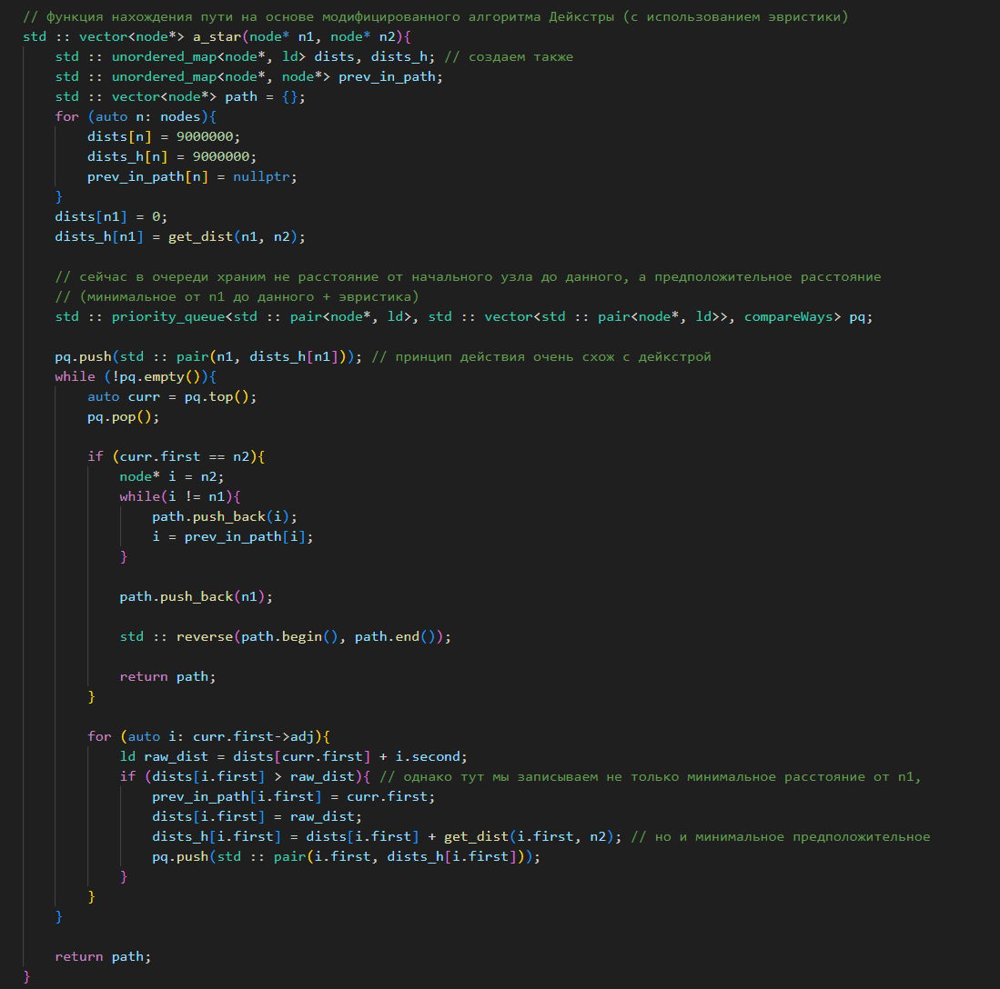 // функция нахождения пути на основе модифицированного алгоритма Дейкстры (с использованием эвристики)
std :: vector<node*> a_star(node* n1, node* n2){
    std :: unordered_map<node*, ld> dists, dists_h; // создаем также
    std :: unordered_map<node*, node*> prev_in_path;
    std :: vector<node*> path = {};
    for (auto n: nodes){
        dists[n] = 9000000;
        dists_h[n] = 9000000;
        prev_in_path[n] = nullptr;
    }
    dists[n1] = 0;
    dists_h[n1] = get_dist(n1, n2);

    // сейчас в очереди храним не расстояние от начального узла до данного, а предположительное расстояние
    // (минимальное от n1 до данного + эвристика)
    std :: priority_queue<std :: pair<node*, ld>, std :: vector<std :: pair<node*, ld>>, compareWays> pq;

    pq.push(std :: pair(n1, dists_h[n1])); // принцип действия очень схож с дейкстрой
    while (!pq.empty()){
        auto curr = pq.top();
        pq.pop();

        if (curr.first == n2){
            node* i = n2;
            while(i != n1){
                path.push_back(i);
                i = prev_in_path[i];
            }

            path.push_back(n1);

            std :: reverse(path.begin(), path.end());

            return path;
        }

        for (auto i: curr.first->adj){
            ld raw_dist = dists[curr.first] + i.second;
            if (dists[i.first] > raw_dist){ // однако тут мы записываем не только минимальное расстояние от n1,
                prev_in_path[i.first] = curr.first;
                dists[i.first] = raw_dist;
                dists_h[i.first] = dists[i.first] + get_dist(i.first, n2); // но и минимальное предположительное
                pq.push(std :: pair(i.first, dists_h[i.first]));
            }
        }
    }

    return path;
}